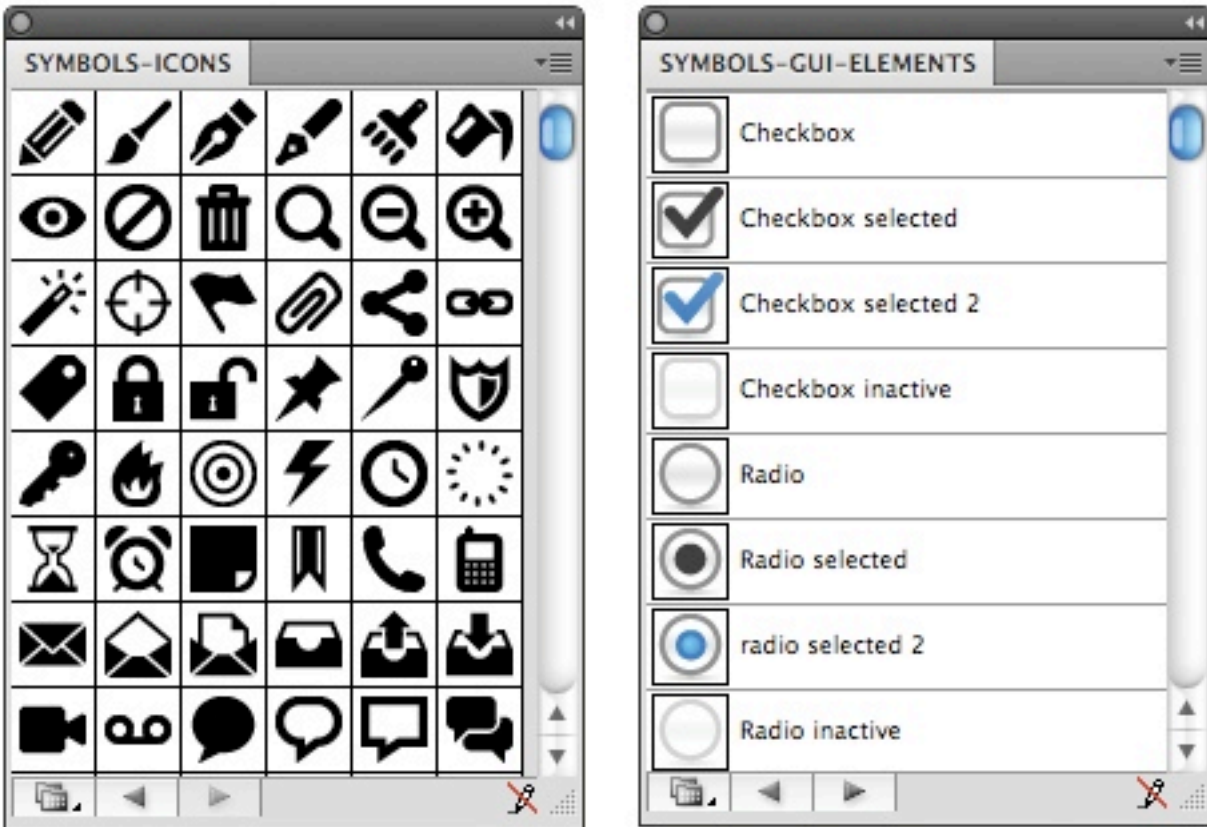 SYMBOLS-ICONS
SYMBOLS-GUI-ELEMENTS
Checkbox
Checkbox selected
Checkbox selected 2
Checkbox inactive
Radio
Radio selected
radio selected 2
Radio inactive